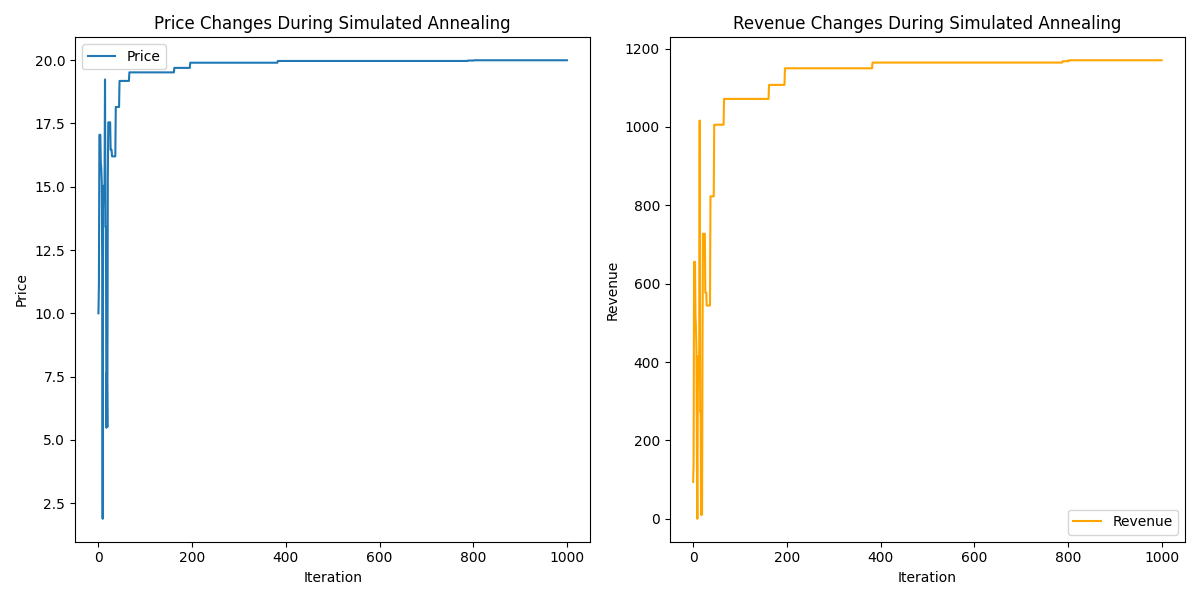 Price Changes During Simulated Annealing
Price
20.0
17.5
15.0
12.5
10.0
7.5
5.0
2.5
Price
0 200 400 600 800 1000
Iteration
Revenue Changes During Simulated Annealing
1200
1000
800
600
400
200
0
Revenue
Revenue
0 200 400 600 800 1000
Iteration